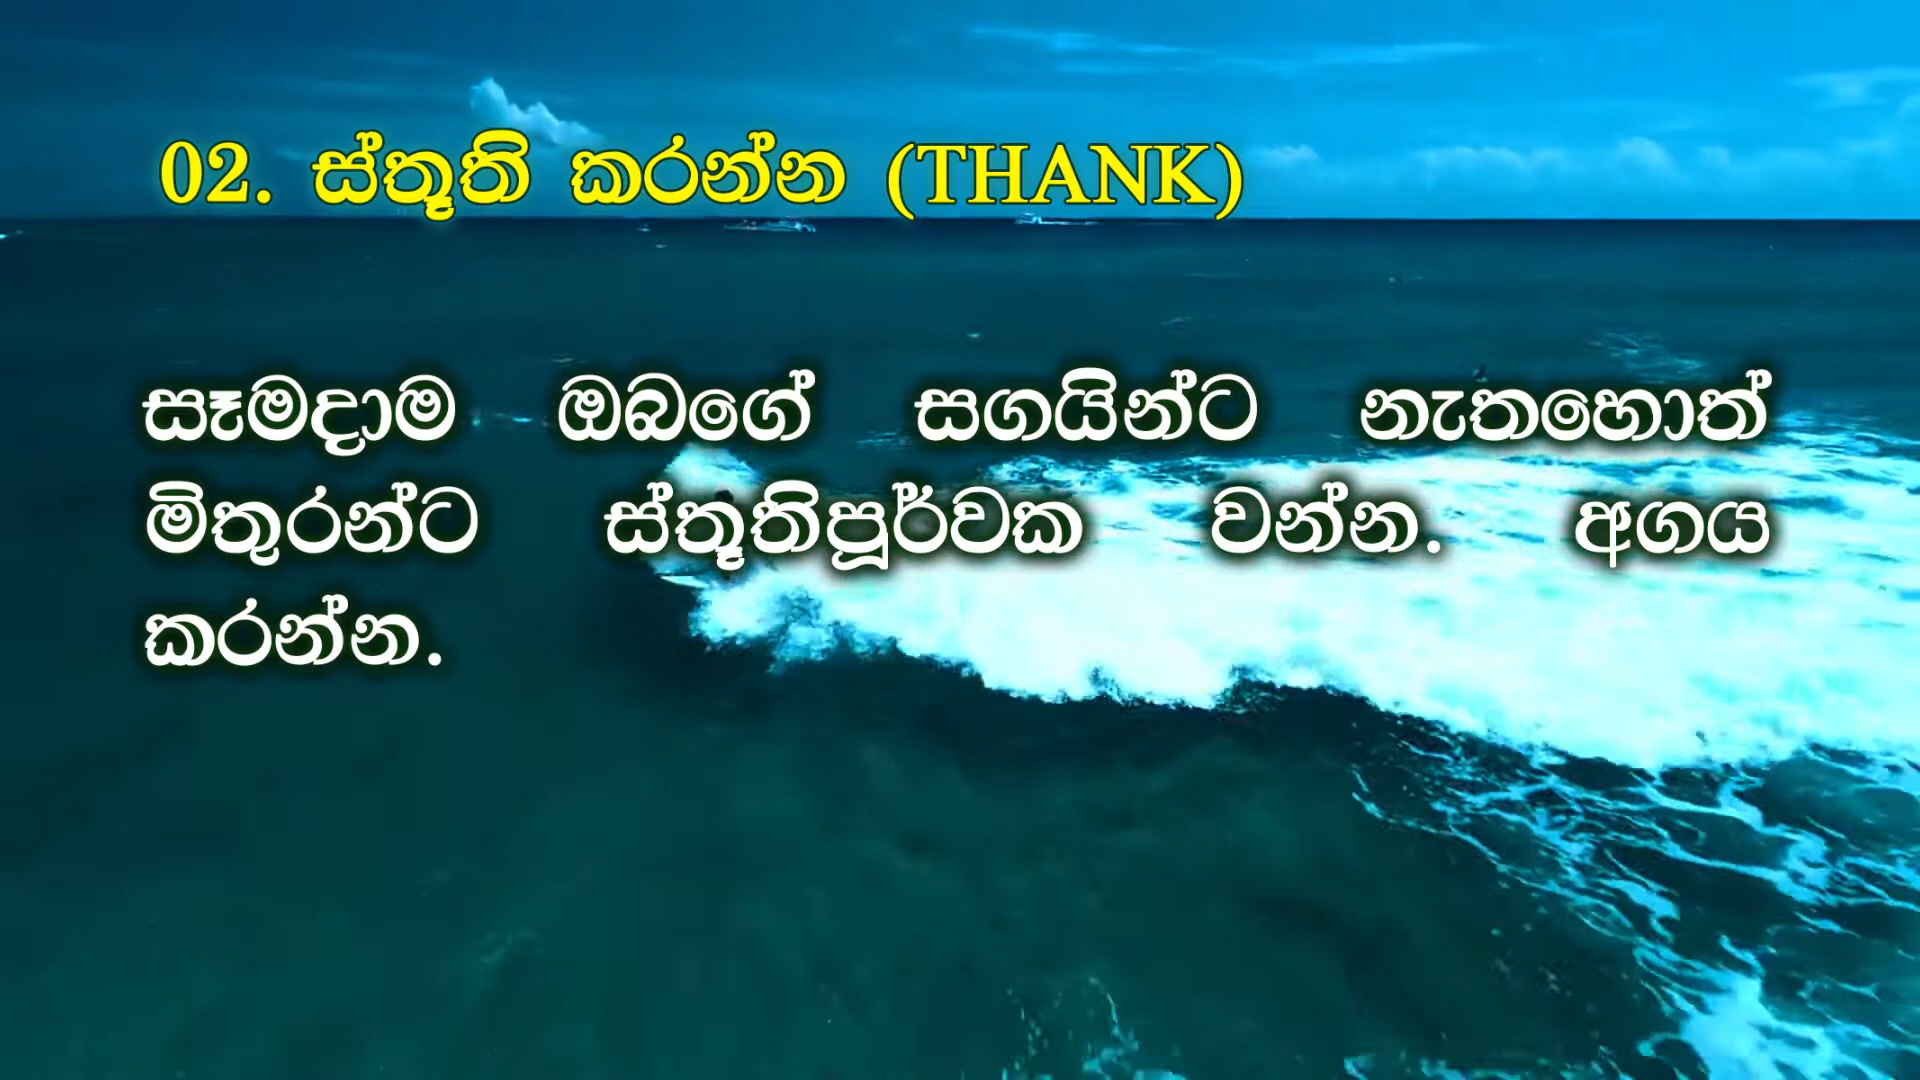 02. ස්තූති කරන්න (THANK)
සෑමදාම ඔබගේ සගයින්ට නැතහොත්
මිතුරන්ට ස්තූතිපූර්වක වන්න. අගය
කරන්න.